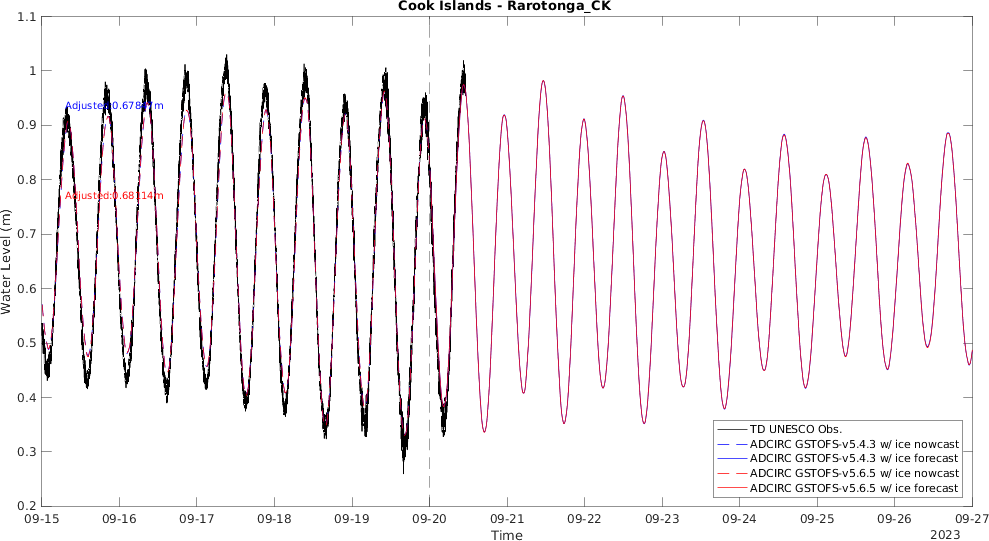 Cook Islands - Rarotonga_CK
Water Level (m)
1.1
1
0.9
0.8
0.7
0.6
0.5
0.4
0.3
0.2
Adjusted:
Adjusted:0.68114m
TD UNESCO Obs.
ADCIRC GSTOFS-v5.4.3 w/ ice nowcast
ADCIRC GSTOFS-v5.4.3 w/ ice forecast
ADCIRC GSTOFS-v5.6.5 w/ ice nowcast
ADCIRC GSTOFS-v5.6.5 w/ ice forecast
09-15 09-16 09-17 09-18 09-19 09-20 09-21 09-22 09-23 09-24 09-25 09-26 09-27
Time
2023